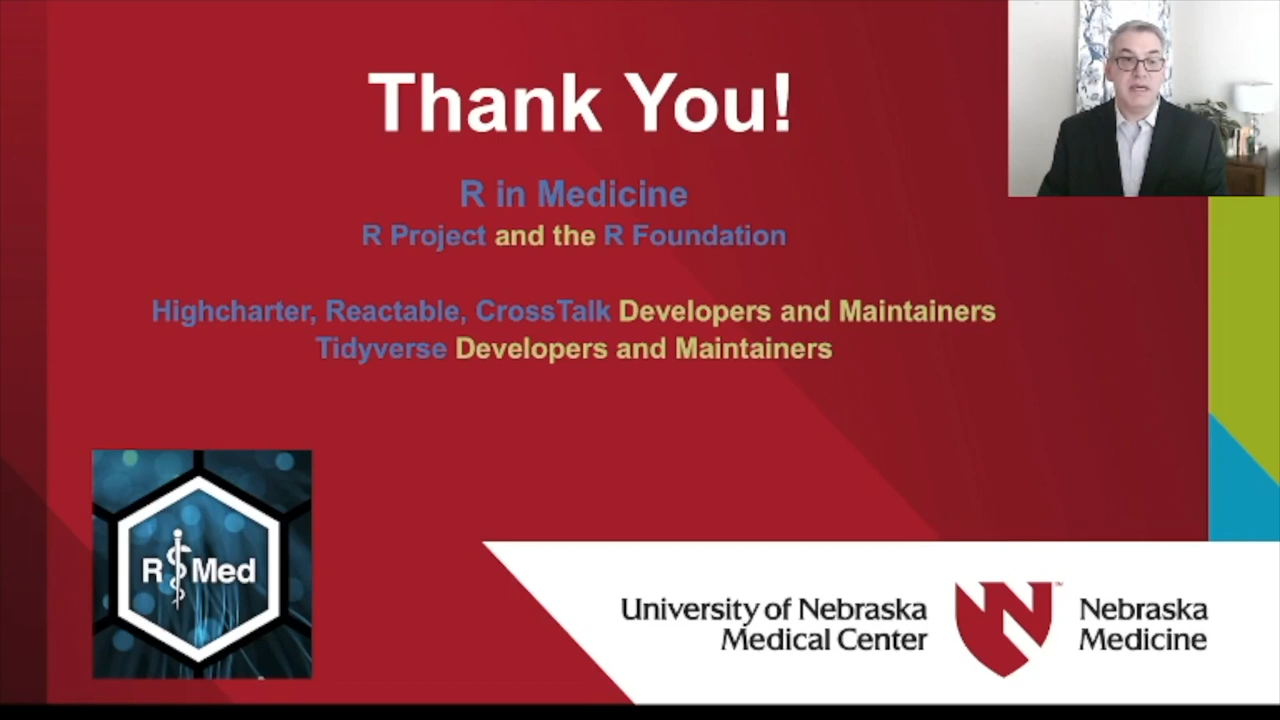 Thank You!
R in Medicine
R Project and the R Foundation
Highcharter, Reactable, CrossTalk Developers and Maintainers
Tidyverse Developers and Maintainers
R Med
University of Nebraska
Medical Center
Nebraska
Medicine
TM